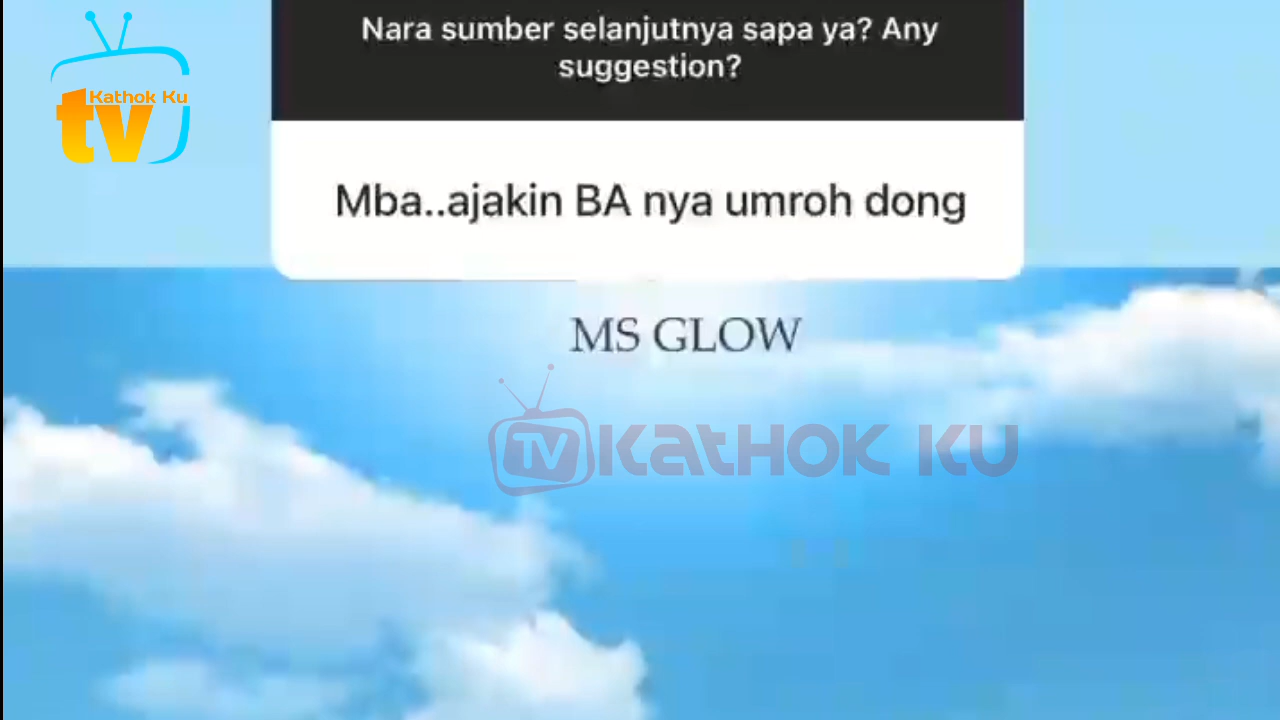 Nara sumber selanjutnya sapa ya? Any
suggestion?
Kathok Ku
tv
Mba..ajakin BA nya umroh dong
MS GLOW
TV KATHOK KU